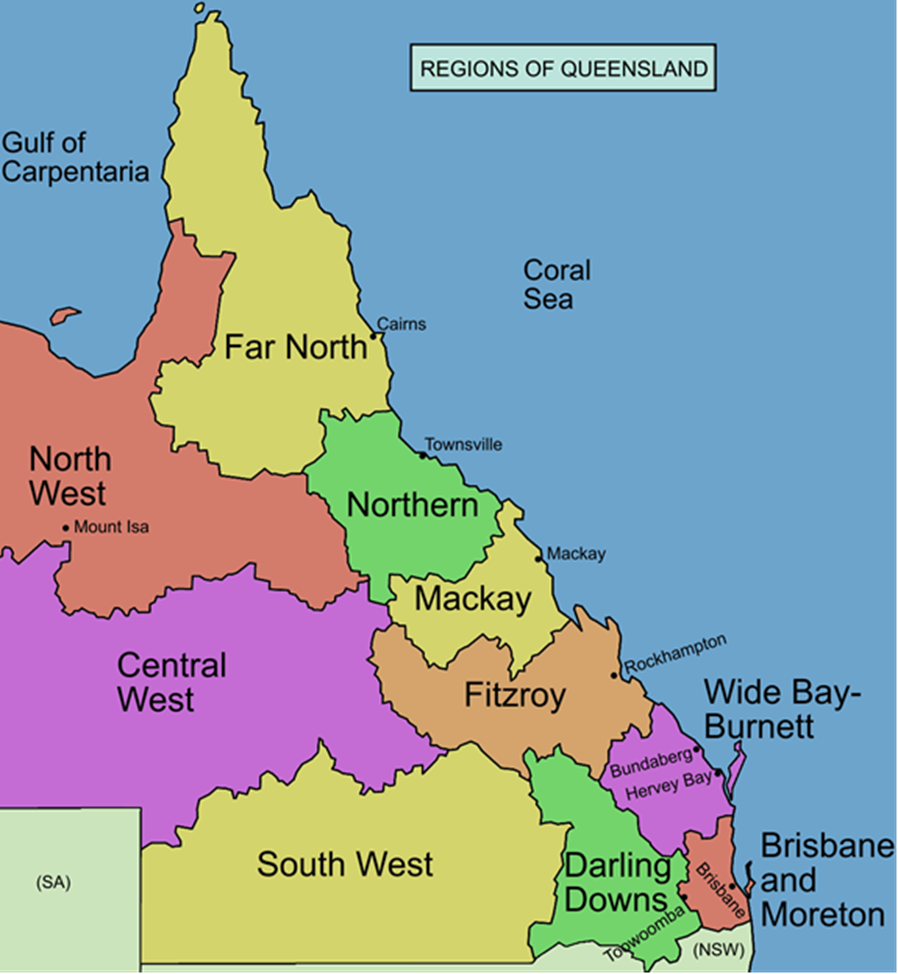 REGIONS OF QUEENSLAND
Gulf of
Carpentaria
Coral
Sea
Cairns
Far North
Townsville
North
West
Mount Isa
Northern
Mackay
Mackay
Central
West
Rockhampton
Fitzroy
Wide Bay-
Burnett
Bundaberg
Hervey Bay
South West
Darling
Downs
Brisbane
and
Moreton
Brisbane
Toowoomba
(SA)
(NSW)